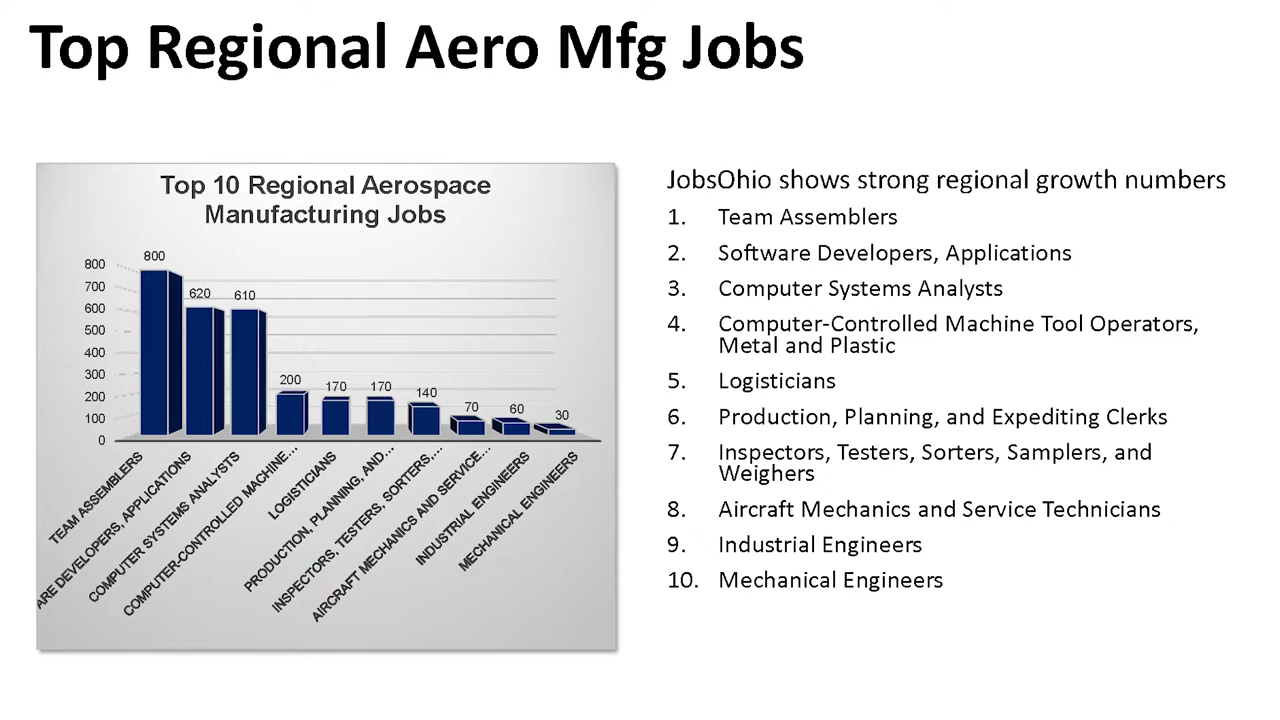 Top Regional Aero Mfg Jobs
Top 10 Regional Aerospace
Manufacturing Jobs
800
700
600
500
400
300
200
100
0
800
620
610
200
170
170
140
70
60
30
TEAM ASSEMBLERS
ARE DEVELOPERS, APPLICATIONS
COMPUTER SYSTEMS ANALYSTS
COMPUTER-CONTROLLED MACHINE…
LOGISTICIANS
PRODUCTION, PLANNING, AND…
INSPECTORS, TESTERS, SORTERS,…
AIRCRAFT MECHANICS AND SERVICE…
INDUSTRIAL ENGINEERS
MECHANICAL ENGINEERS
JobsOhio shows strong regional growth numbers
1. Team Assemblers
2. Software Developers, Applications
3. Computer Systems Analysts
4. Computer-Controlled Machine Tool Operators,
Metal and Plastic
5. Logisticians
6. Production, Planning, and Expediting Clerks
7. Inspectors, Testers, Sorters, Samplers, and
Weighers
8. Aircraft Mechanics and Service Technicians
9. Industrial Engineers
10. Mechanical Engineers